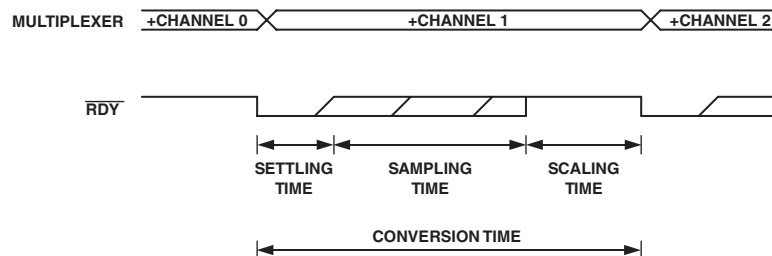 MULTIPLEXER +CHANNEL 0 +CHANNEL 1 +CHANNEL 2
RDY
SETTLING TIME
SAMPLING TIME
SCALING TIME
CONVERSION TIME